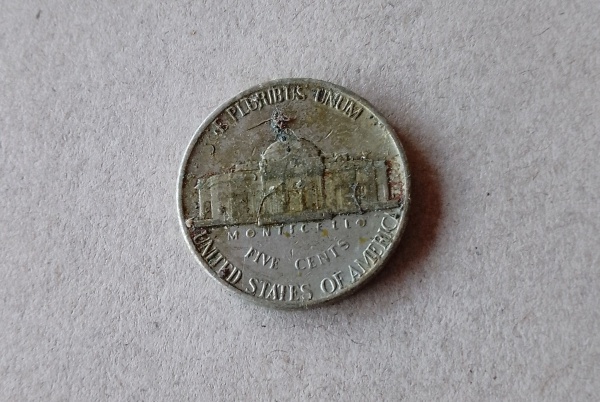 E PLURIBUS UNUM
MONTICELLO
FIVE CENTS
UNITED STATES OF AMERICA